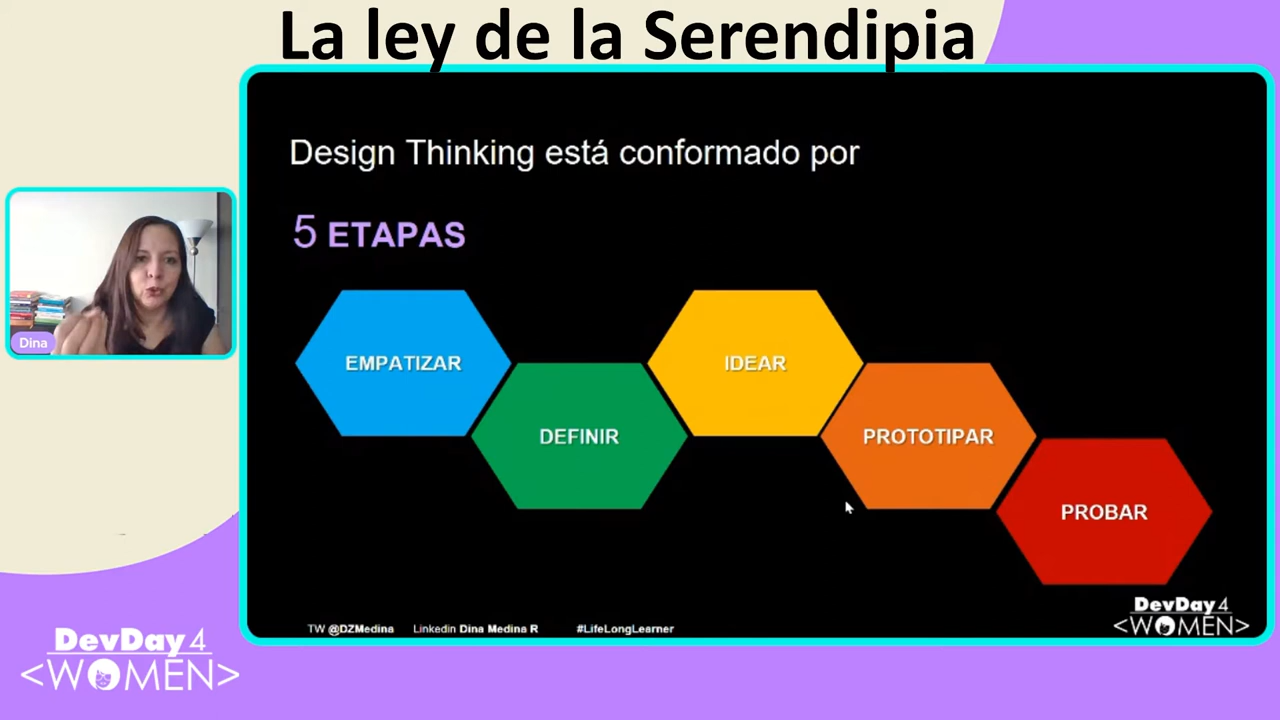 La ley de la Serendipia
Design Thinking está conformado por
5 ETAPAS
EMPATIZAR
DEFINIR
IDEAR
PROTOTIPAR
PROBAR
Dina
TW @DZMedina Linkedin Dina Medina R #LifeLongLearner
DevDay4
<WOMEN>
DevDay4
<WOMEN>